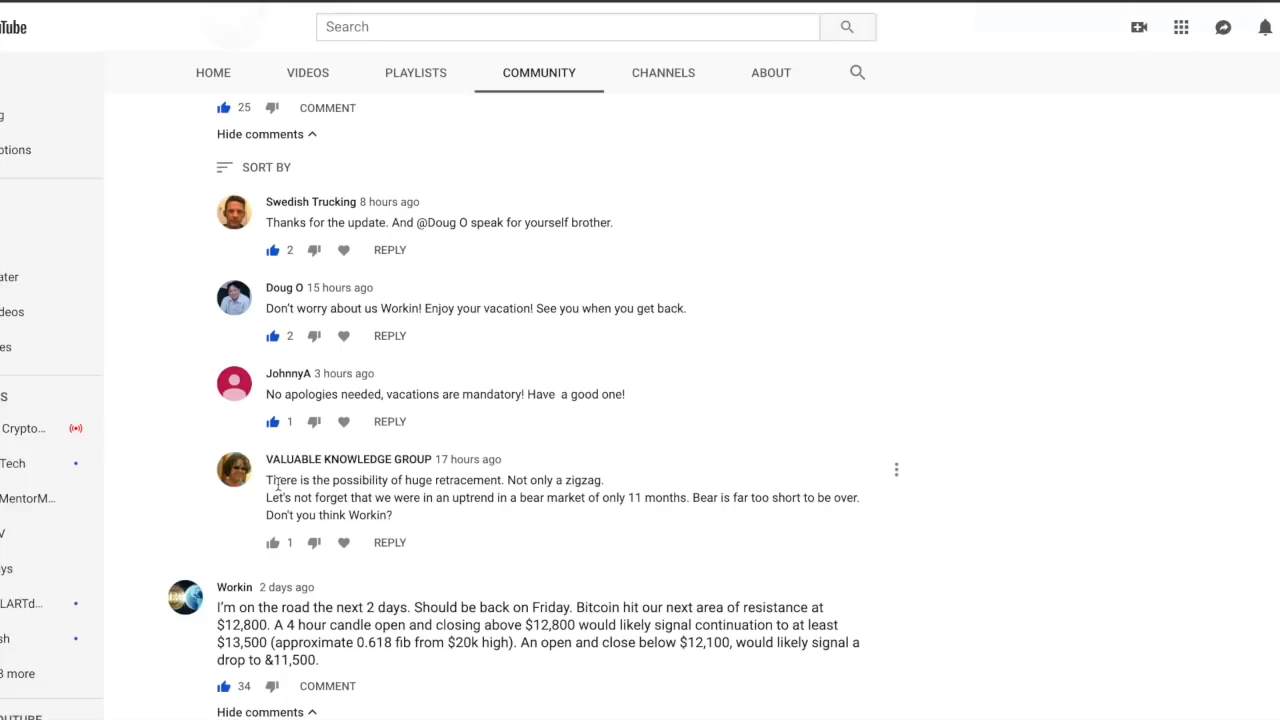 uTube
Search
HOME
VIDEOS
PLAYLISTS
COMMUNITY
CHANNELS
ABOUT
25
COMMENT
Hide comments
SORT BY
g
otions
ater
deos
es
S
Crypto...
Tech
MentorM...
V
ys
LARTd...
sh
3 more
OUTUBE
Swedish Trucking 8 hours ago
Thanks for the update. And @Doug O speak for yourself brother.
2
REPLY
Doug O 15 hours ago
Don't worry about us Workin! Enjoy your vacation! See you when you get back.
2
REPLY
JohnnyA 3 hours ago
No apologies needed, vacations are mandatory! Have  a good one!
1
REPLY
VALUABLE KNOWLEDGE GROUP 17 hours ago
There is the possibility of huge retracement. Not only a zigzag.
Let's not forget that we were in an uptrend in a bear market of only 11 months. Bear is far too short to be over.
Don't you think Workin?
1
REPLY
Workin 2 days ago
I'm on the road the next 2 days. Should be back on Friday. Bitcoin hit our next area of resistance at
$12,800. A 4 hour candle open and closing above $12,800 would likely signal continuation to at least
$13,500 (approximate 0.618 fib from $20k high). An open and close below $12,100, would likely signal a
drop to &11,500.
34
COMMENT
Hide comments